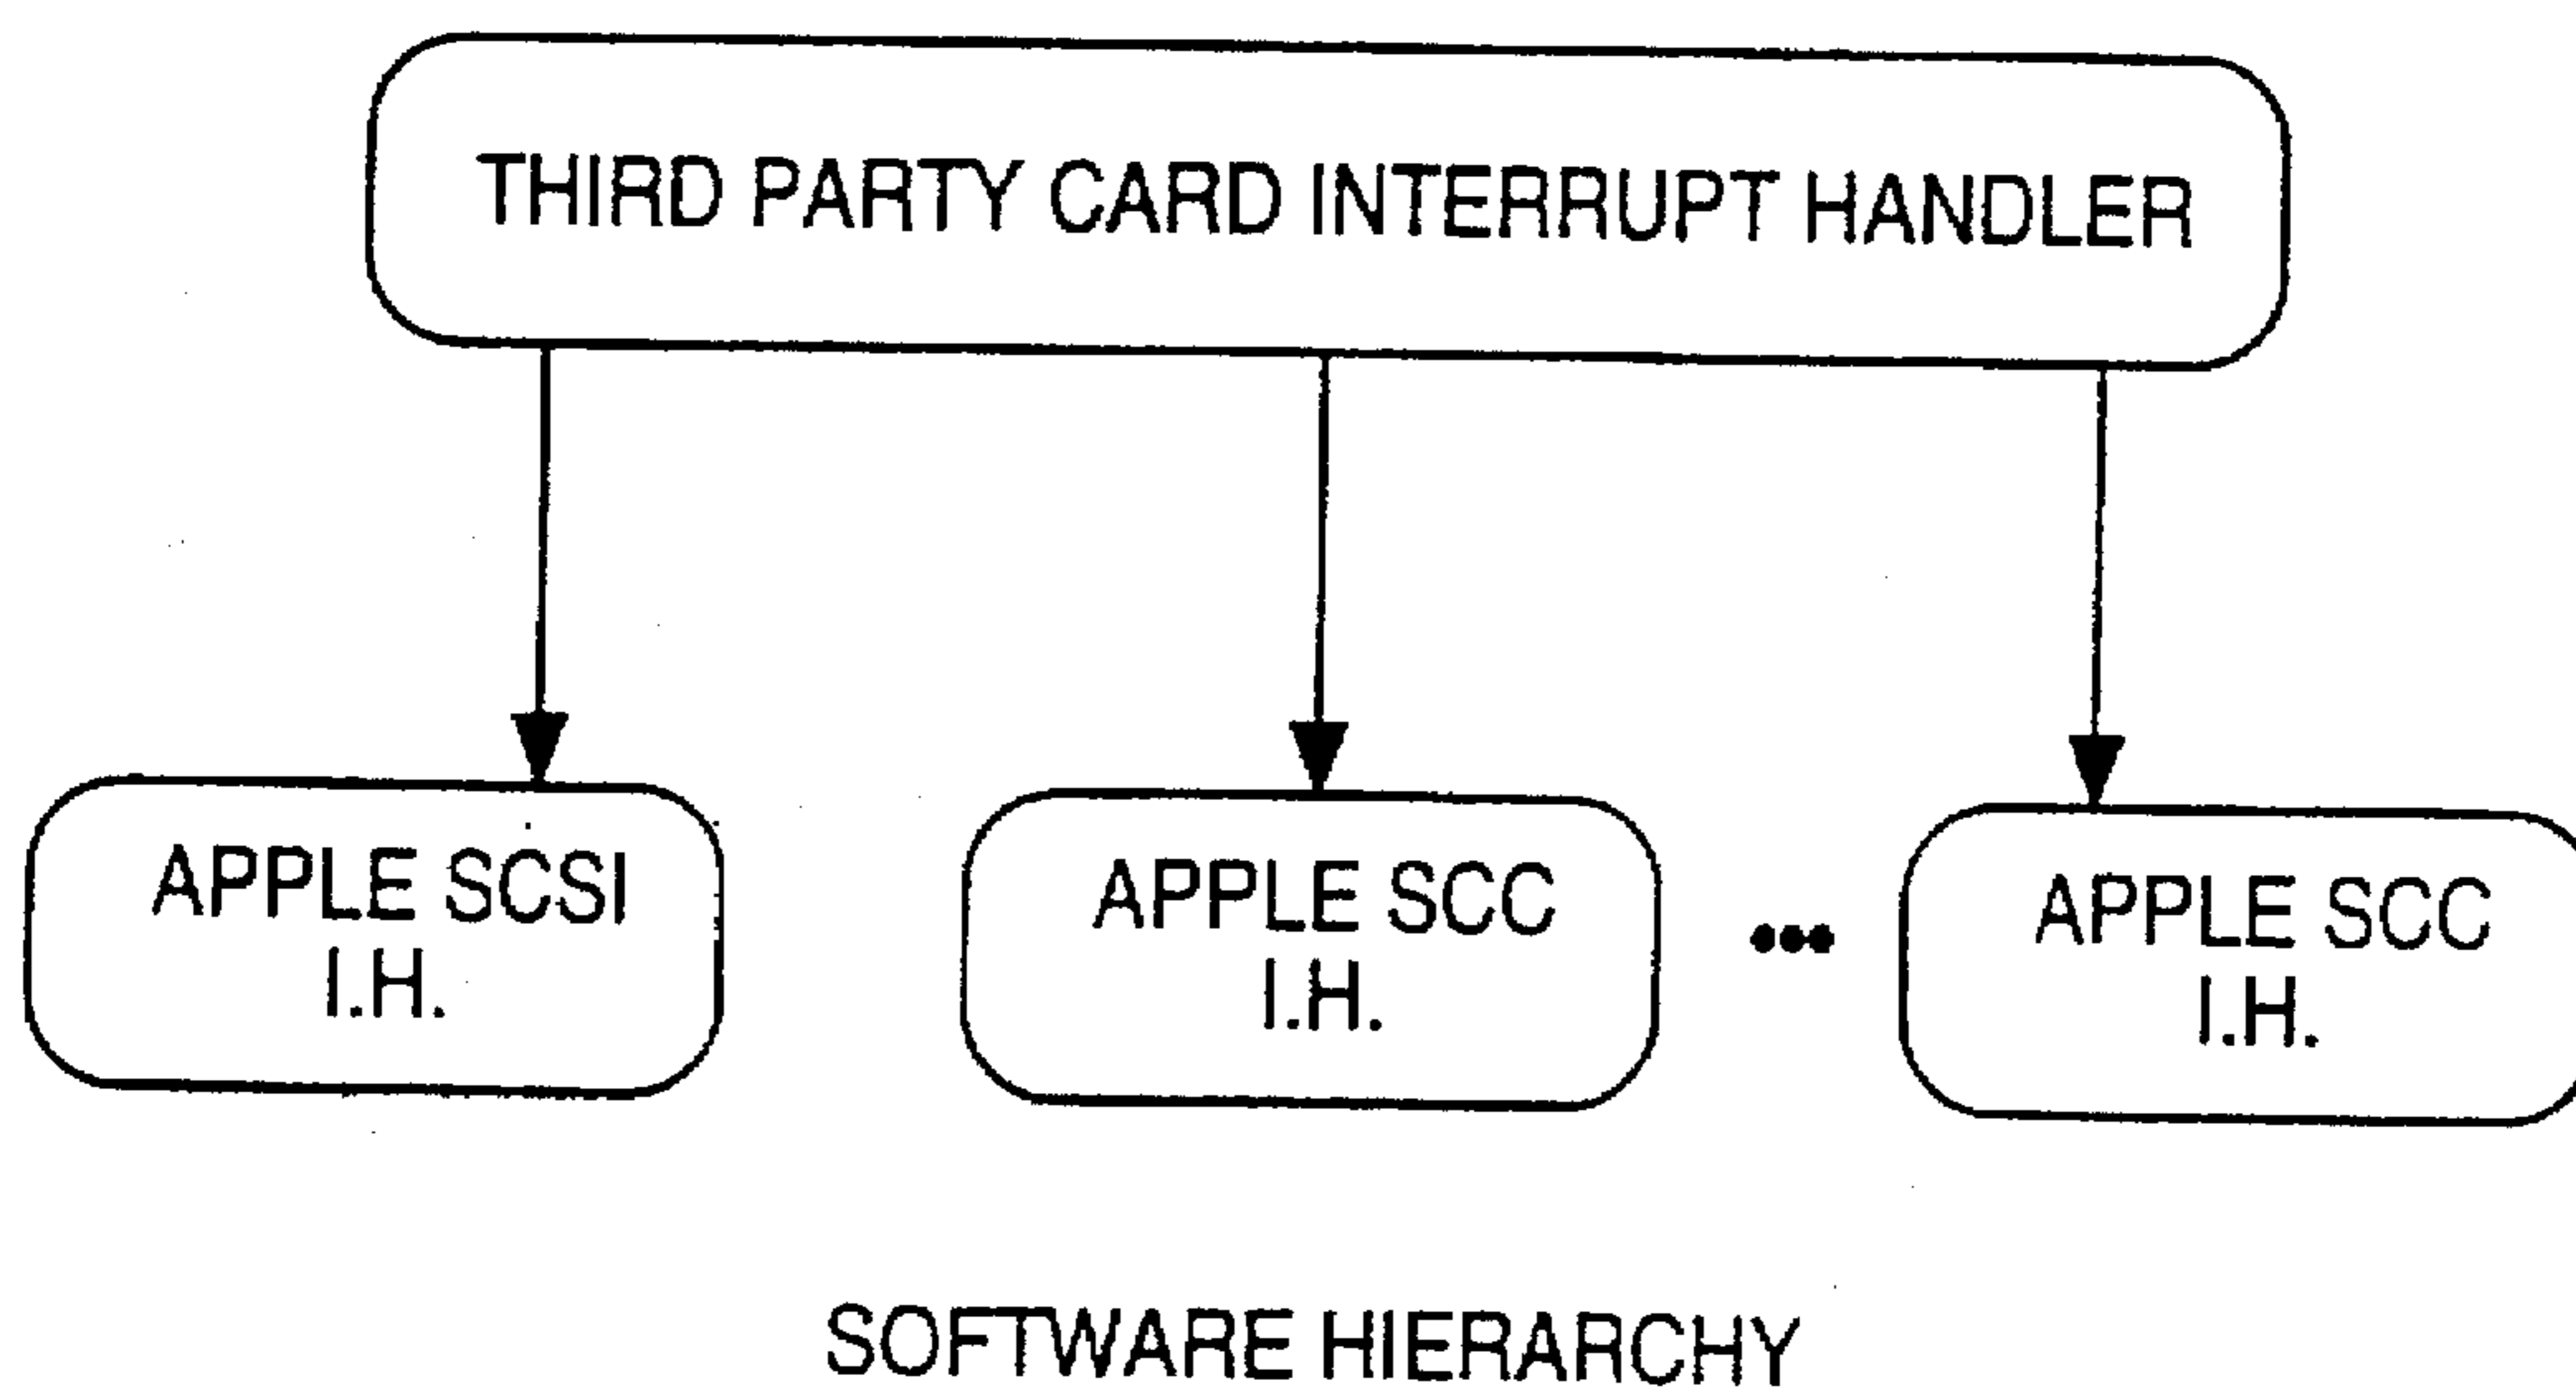 THIRD PARTY CARD INTERRUPT HANDLER
APPLE SCSI
I.H.
APPLE SCC
I.H.
•••
APPLE SCC
I.H.
SOFTWARE HIERARCHY